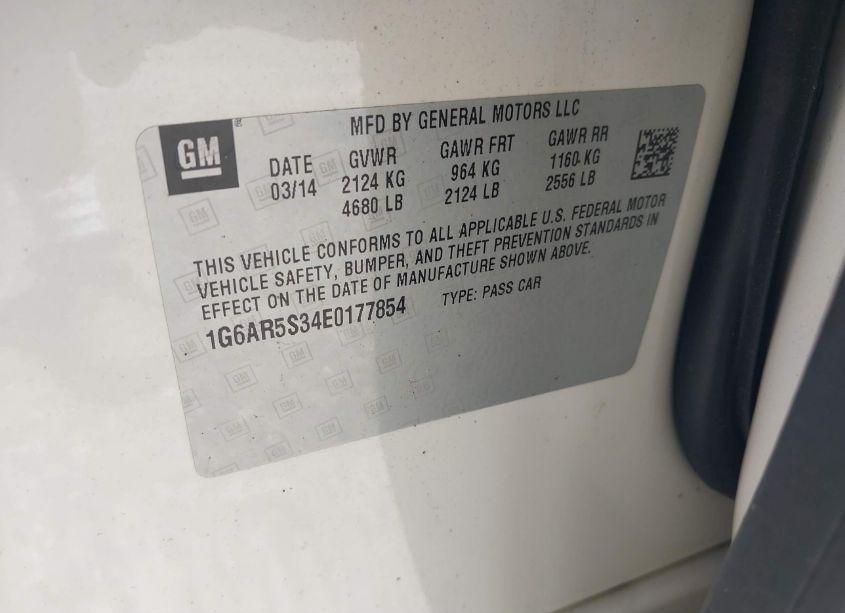 GM
MFD BY GENERAL MOTORS LLC
DATE GVWR GAWR FRT GAWR RR
03/14 2124 KG 964 KG 1160 KG
4680 LB 2124 LB 2556 LB
THIS VEHICLE CONFORMS TO ALL APPLICABLE U.S. FEDERAL MOTOR
VEHICLE SAFETY, BUMPER, AND THEFT PREVENTION STANDARDS IN
EFFECT ON THE DATE OF MANUFACTURE SHOWN ABOVE.
1G6AR5S34E0177854 TYPE: PASS CAR